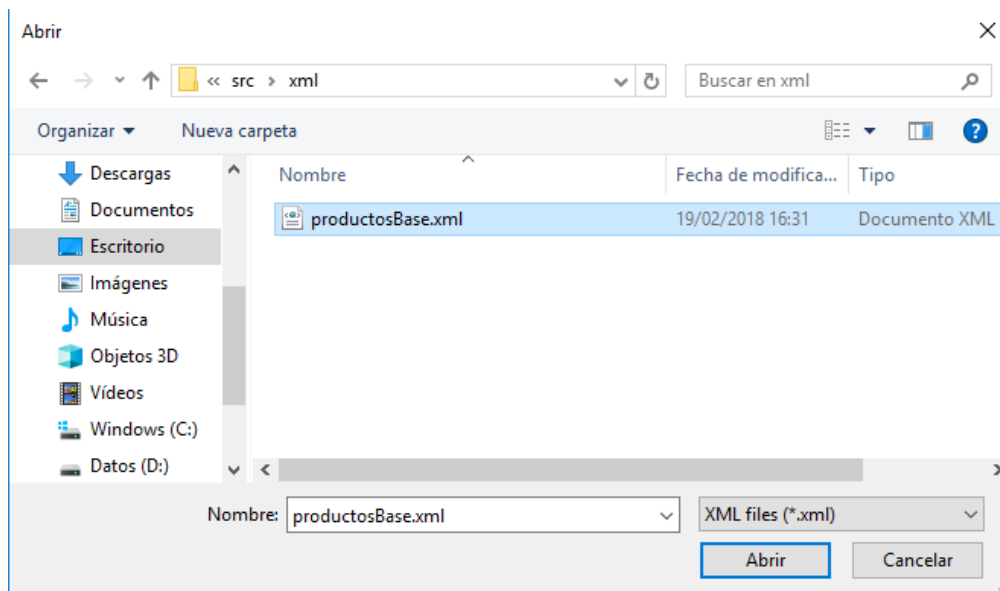 Abrir
« src > xml
Buscar en xml
Organizar
Nueva carpeta
Descargas
Documentos
Escritorio
Imágenes
Música
Objetos 3D
Vídeos
Windows (C:)
Datos (D:)
Nombre
Fecha de modifica...
Tipo
productosBase.xml
19/02/2018 16:31
Documento XML
Nombre:
productosBase.xml
XML files (*.xml)
Abrir
Cancelar